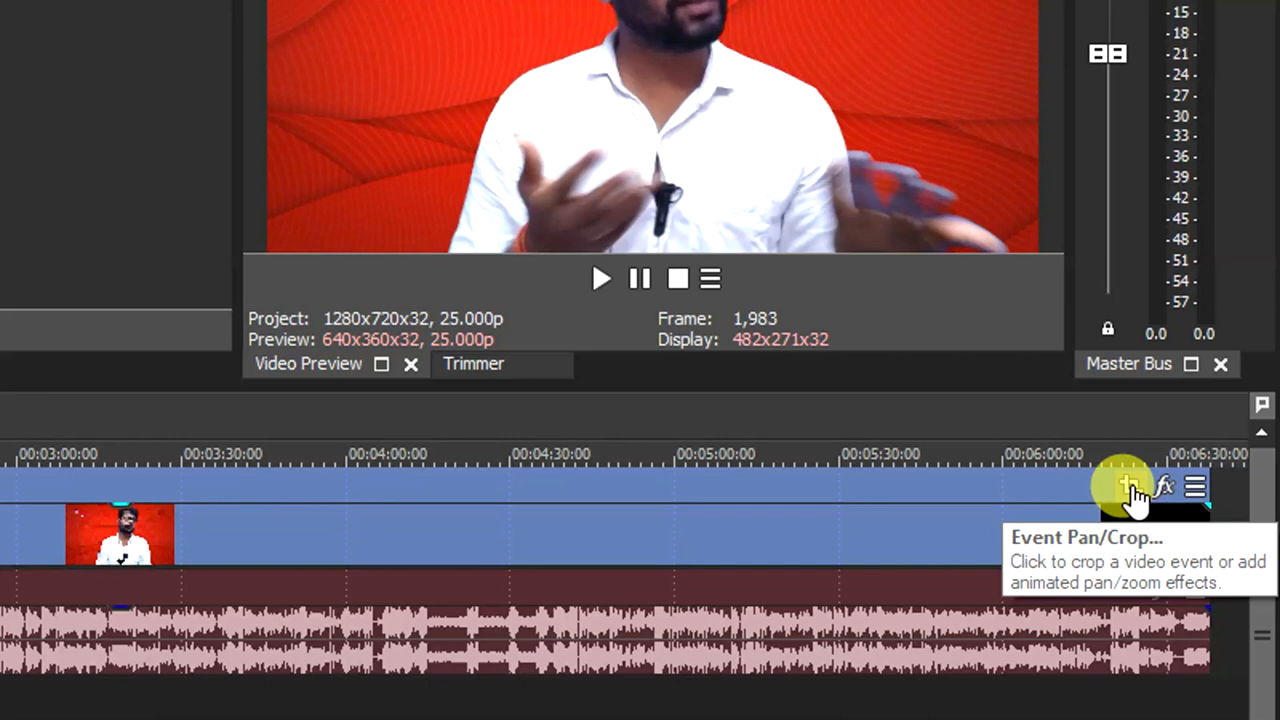 -15-
-18-
-21-
-24-
-27-
-30-
-33-
-36-
-39-
-42-
-45-
-48-
-51-
-54-
-57-
Project: 1280x720x32, 25.000p
Frame: 1,983
0.0 0.0
Preview: 640x360x32, 25.000p
Display: 482x271x32
Video Preview
Trimmer
Master Bus
00:03:00:00 00:03:30:00 00:04:00:00 00:04:30:00 00:05:00:00 00:05:30:00 00:06:00:00 00:06:30:00
fx
Event Pan/Crop...
Click to crop a video event or add
animated pan/zoom effects.